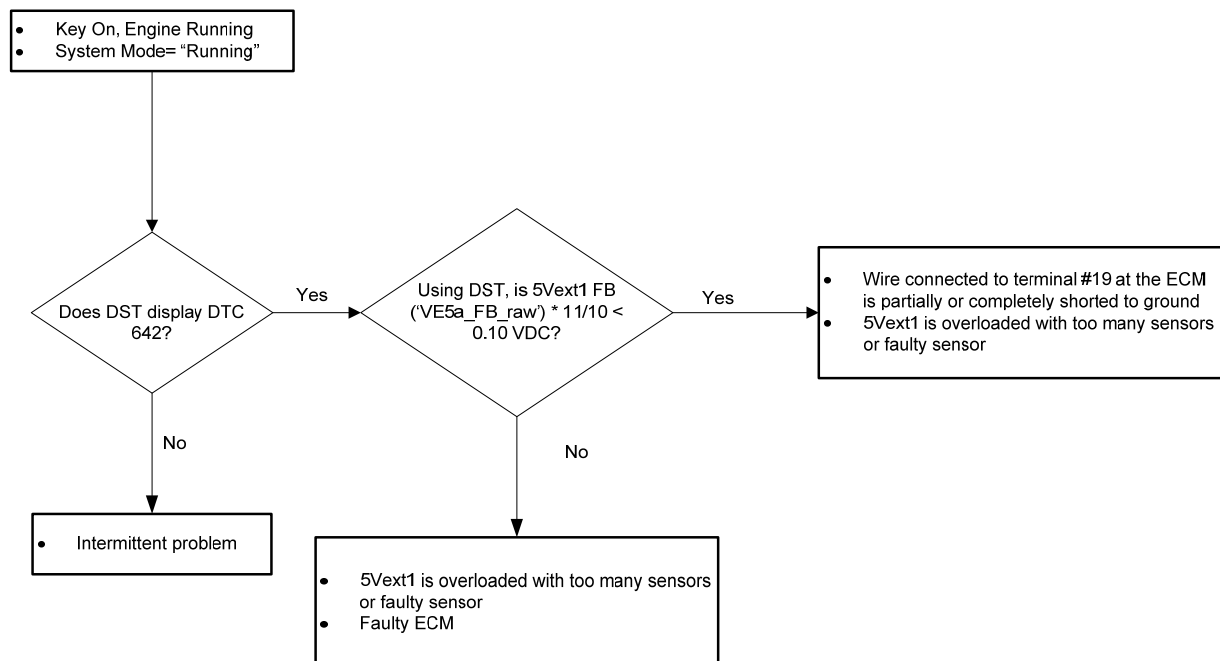 • Key On, Engine Running
• System Mode= “Running”
Does DST display DTC
642?
Yes
Using DST, is 5Vext1 FB
(‘VE5a_FB_raw’) * 11/10 <
0.10 VDC?
Yes
• Wire connected to terminal #19 at the ECM
is partially or completely shorted to ground
• 5Vext1 is overloaded with too many sensors
or faulty sensor
No
No
• Intermittent problem
• 5Vext1 is overloaded with too many sensors
or faulty sensor
• Faulty ECM